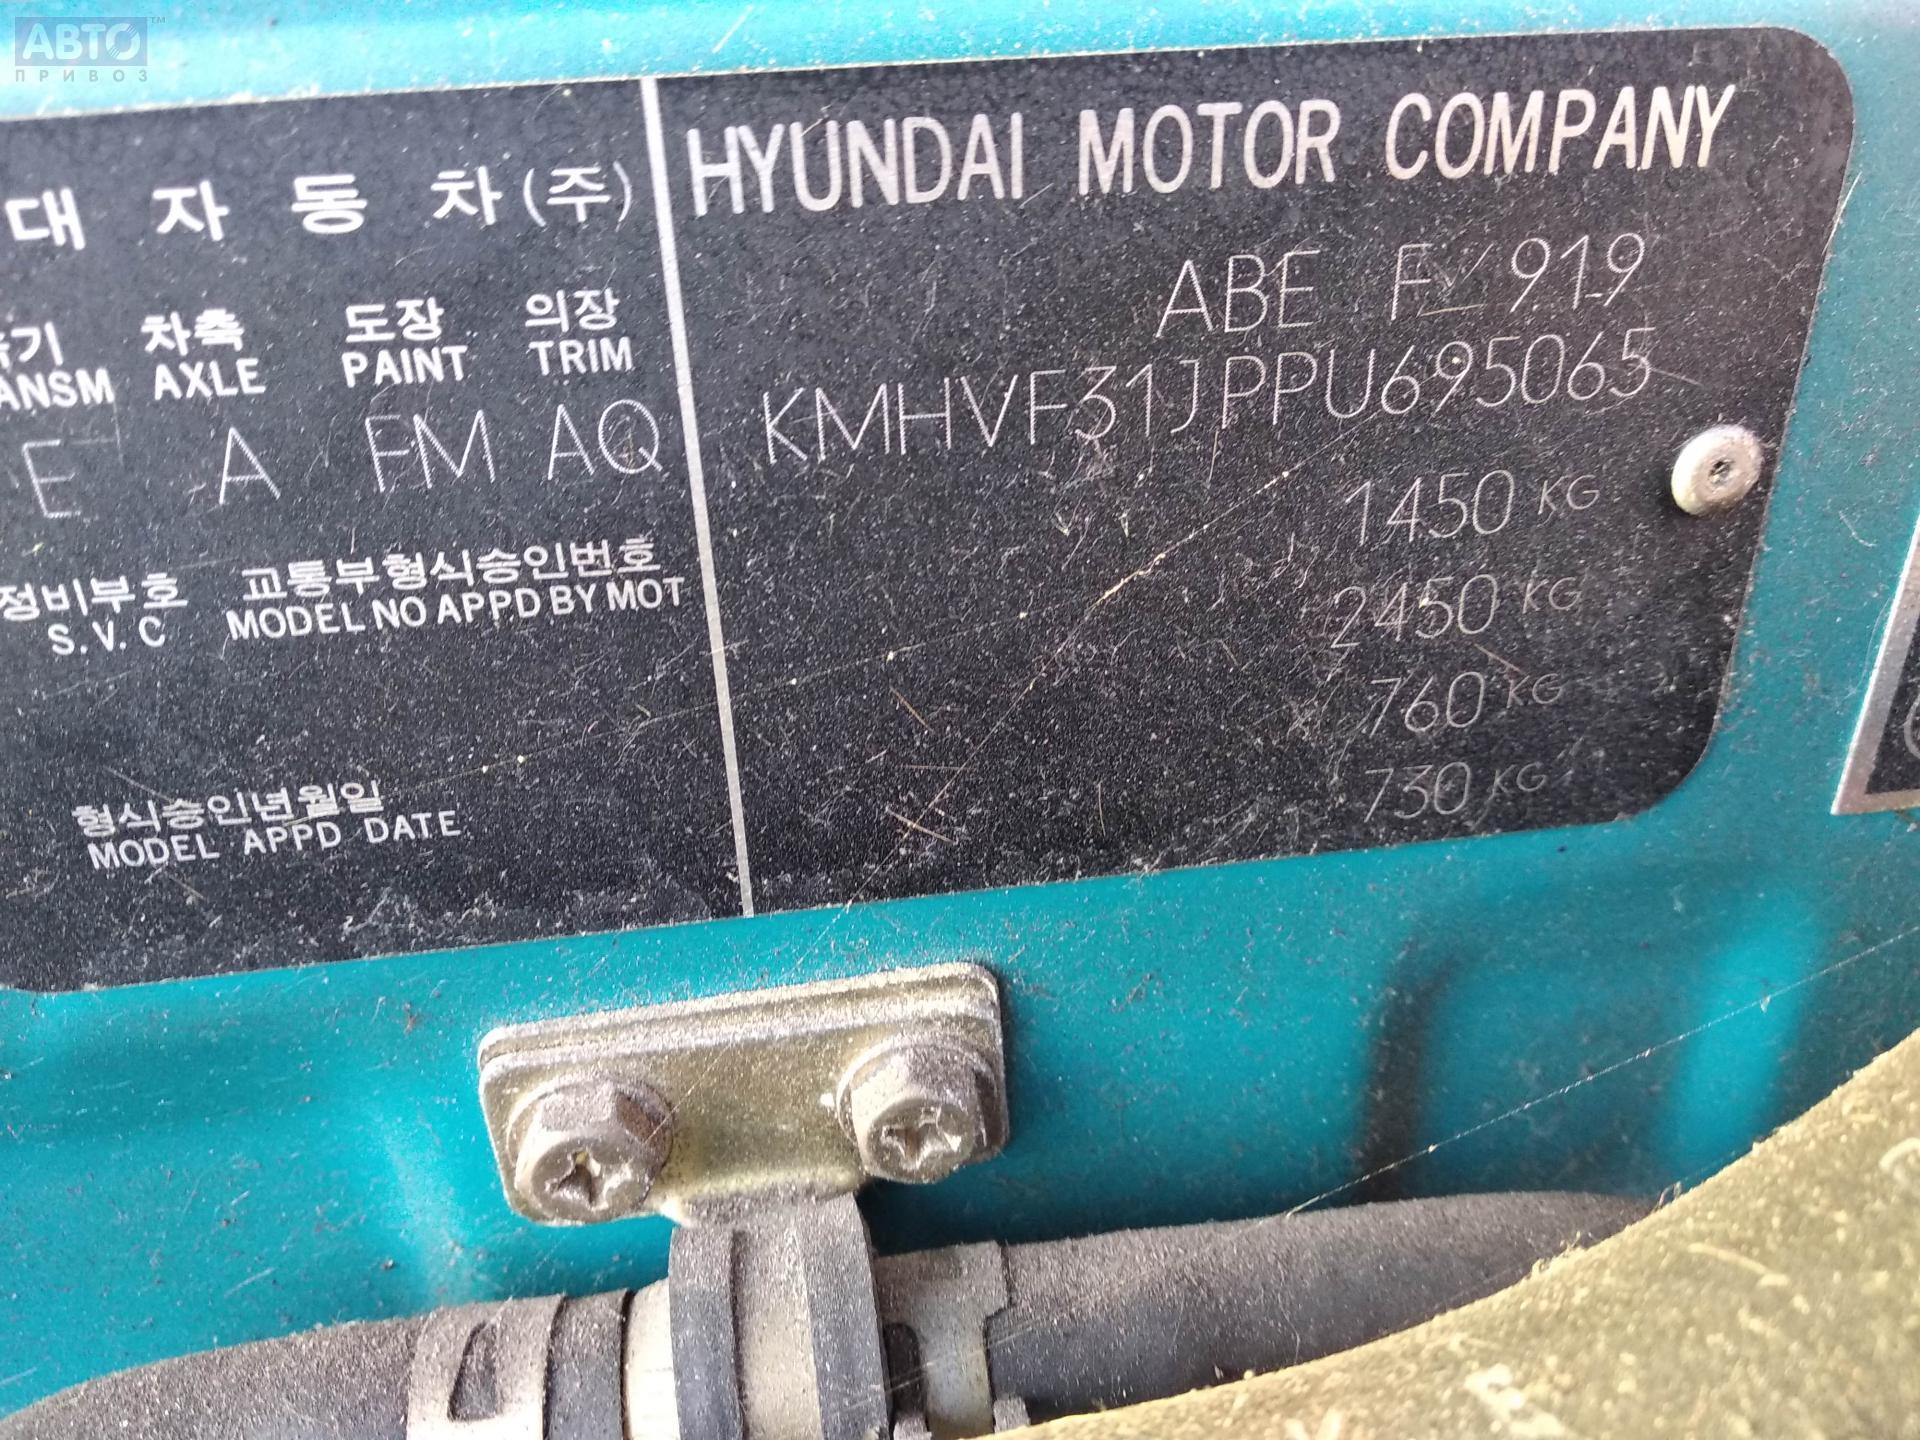 АВТО™
ПРИВОЗ
대 자 동 차 (주)
기 차축 도장 의장
ANSM AXLE PAINT TRIM
E A FM AQ
정비부호 교통부형식승인번호
S.V.C MODEL NO APPD BY MOT
형식승인년월일
MODEL APPD DATE
HYUNDAI MOTOR COMPANY
ABE F 919
KMHVF31JPPU695065
1450 KG
2450 KG
760 KG
730 KG